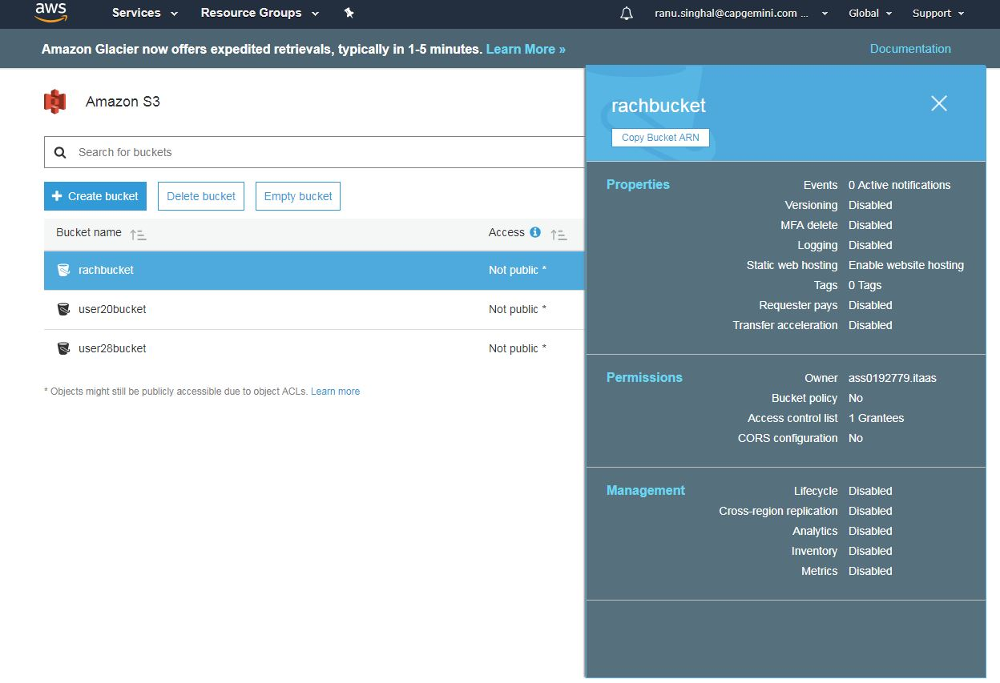 aws Services Resource Groups ranu.singhal@capgemini.com ... Global Support
Amazon Glacier now offers expedited retrievals, typically in 1-5 minutes. Learn More » Documentation
Amazon S3
Search for buckets
Create bucket Delete bucket Empty bucket
Bucket name Access
rachbucket Not public *
user20bucket Not public *
user28bucket Not public *
* Objects might still be publicly accessible due to object ACLs. Learn more
rachbucket
Copy Bucket ARN
Properties Events 0 Active notifications
Versioning Disabled
MFA delete Disabled
Logging Disabled
Static web hosting Enable website hosting
Tags 0 Tags
Requester pays Disabled
Transfer acceleration Disabled
Permissions Owner ass0192779.itaas
Bucket policy No
Access control list 1 Grantees
CORS configuration No
Management Lifecycle Disabled
Cross-region replication Disabled
Analytics Disabled
Inventory Disabled
Metrics Disabled